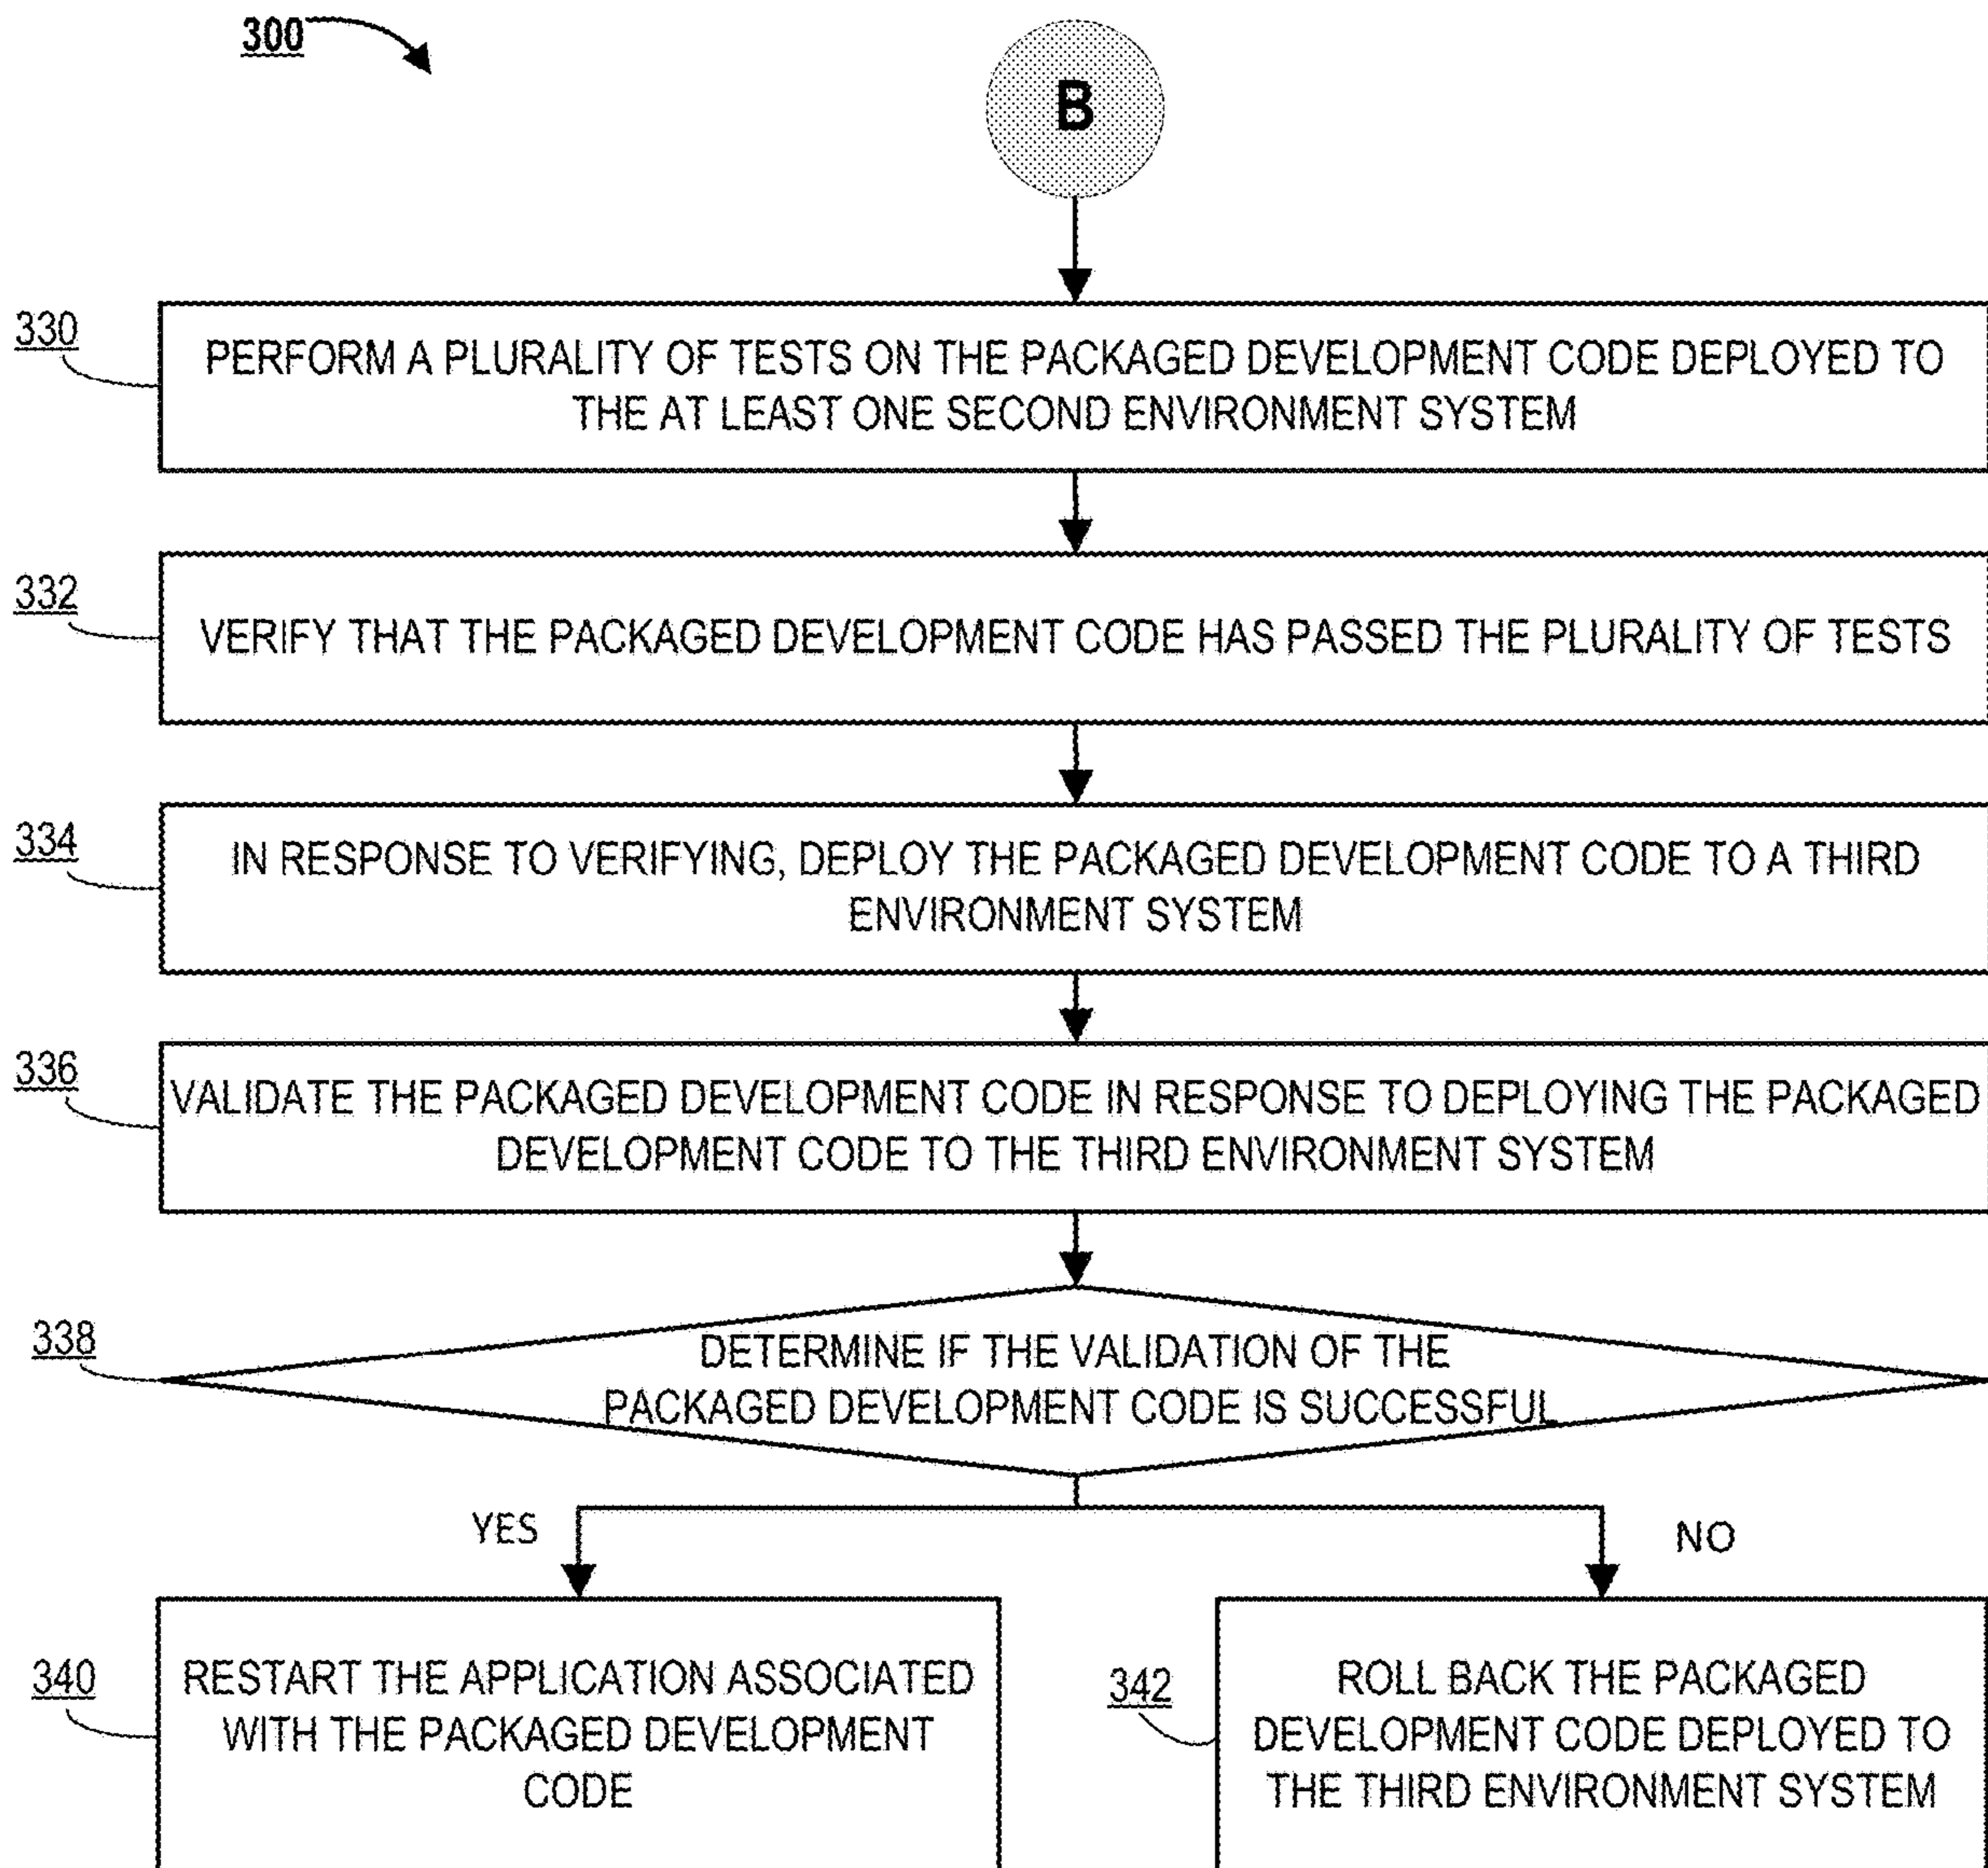 300
B
330
PERFORM A PLURALITY OF TESTS ON THE PACKAGED DEVELOPMENT CODE DEPLOYED TO
THE AT LEAST ONE SECOND ENVIRONMENT SYSTEM
332
VERIFY THAT THE PACKAGED DEVELOPMENT CODE HAS PASSED THE PLURALITY OF TESTS
334
IN RESPONSE TO VERIFYING, DEPLOY THE PACKAGED DEVELOPMENT CODE TO A THIRD
ENVIRONMENT SYSTEM
336
VALIDATE THE PACKAGED DEVELOPMENT CODE IN RESPONSE TO DEPLOYING THE PACKAGED
DEVELOPMENT CODE TO THE THIRD ENVIRONMENT SYSTEM
338
DETERMINE IF THE VALIDATION OF THE
PACKAGED DEVELOPMENT CODE IS SUCCESSFUL
YES
NO
340
RESTART THE APPLICATION ASSOCIATED
WITH THE PACKAGED DEVELOPMENT
CODE
342
ROLL BACK THE PACKAGED
DEVELOPMENT CODE DEPLOYED TO
THE THIRD ENVIRONMENT SYSTEM